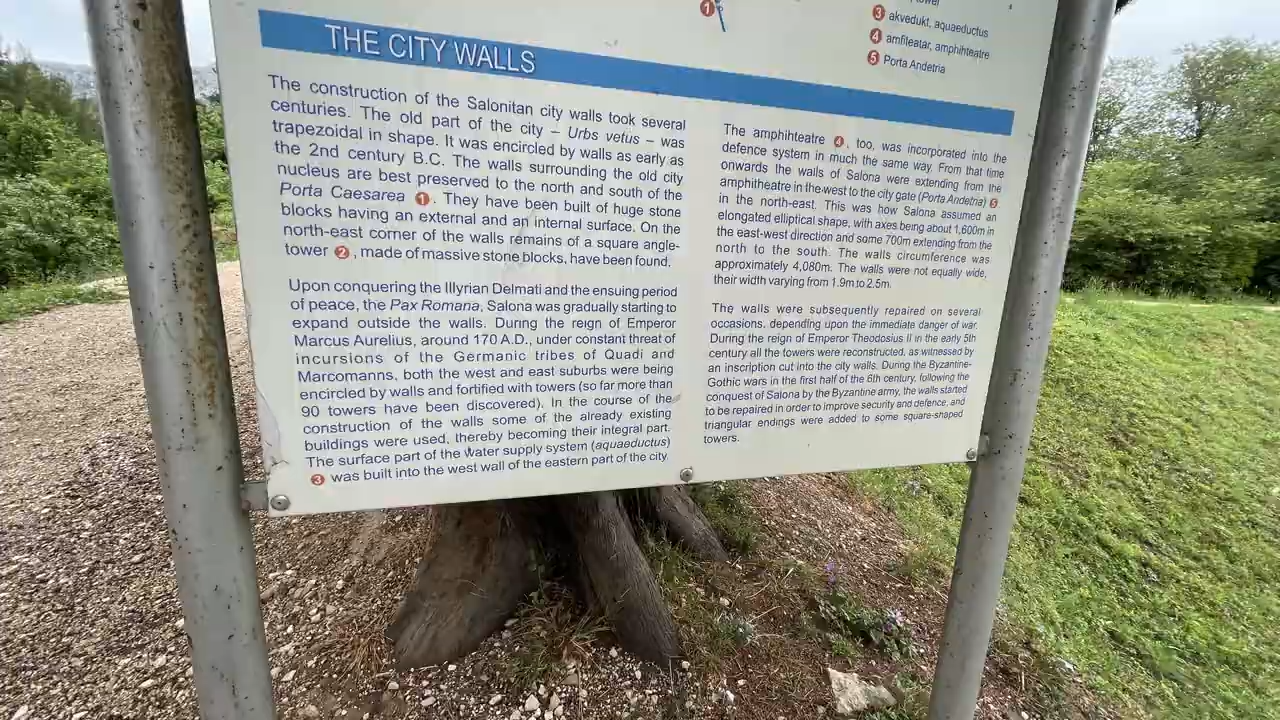 3 akvedukt, aquaeductus
4 amfiteatar, amphiteatre
5 Porta Andetria
1
THE CITY WALLS
The construction of the Salonitan city walls took several
centuries. The old part of the city – Urbs vetus – was
trapezoidal in shape. It was encircled by walls as early as
the 2nd century B.C. The walls surrounding the old city
nucleus are best preserved to the north and south of the
Porta Caesarea 1. They have been built of huge stone
blocks having an external and an internal surface. On the
north-east corner of the walls remains of a square angle-
tower 2, made of massive stone blocks, have been found.
Upon conquering the Illyrian Delmati and the ensuing period
of peace, the Pax Romana, Salona was gradually starting to
expand outside the walls. During the reign of Emperor
Marcus Aurelius, around 170 A.D., under constant threat of
incursions of the Germanic tribes of Quadi and
Marcomanns, both the west and east suburbs were being
encircled by walls and fortified with towers (so far more than
90 towers have been discovered). In the course of the
construction of the walls some of the already existing
buildings were used, thereby becoming their integral part.
The surface part of the water supply system (aquaeductus)
3 was built into the west wall of the eastern part of the city.
The amphihteatre 4, too, was incorporated into the
defence system in much the same way. From that time
onwards the walls of Salona were extending from the
amphitheatre in the west to the city gate (Porta Andetria) 5
in the north-east. This was how Salona assumed an
elongated elliptical shape, with axes being about 1,600m in
the east-west direction and some 700m extending from the
north to the south. The walls circumference was
approximately 4,080m. The walls were not equally wide,
their width varying from 1.9m to 2.5m.
The walls were subsequently repaired on several
occasions, depending upon the immediate danger of war.
During the reign of Emperor Theodosius II in the early 5th
century all the towers were reconstructed, as witnessed by
an inscription cut into the city walls. During the Byzantine-
Gothic wars in the first half of the 6th century, following the
conquest of Salona by the Byzantine army, the walls started
to be repaired in order to improve security and defence, and
triangular endings were added to some square-shaped
towers.